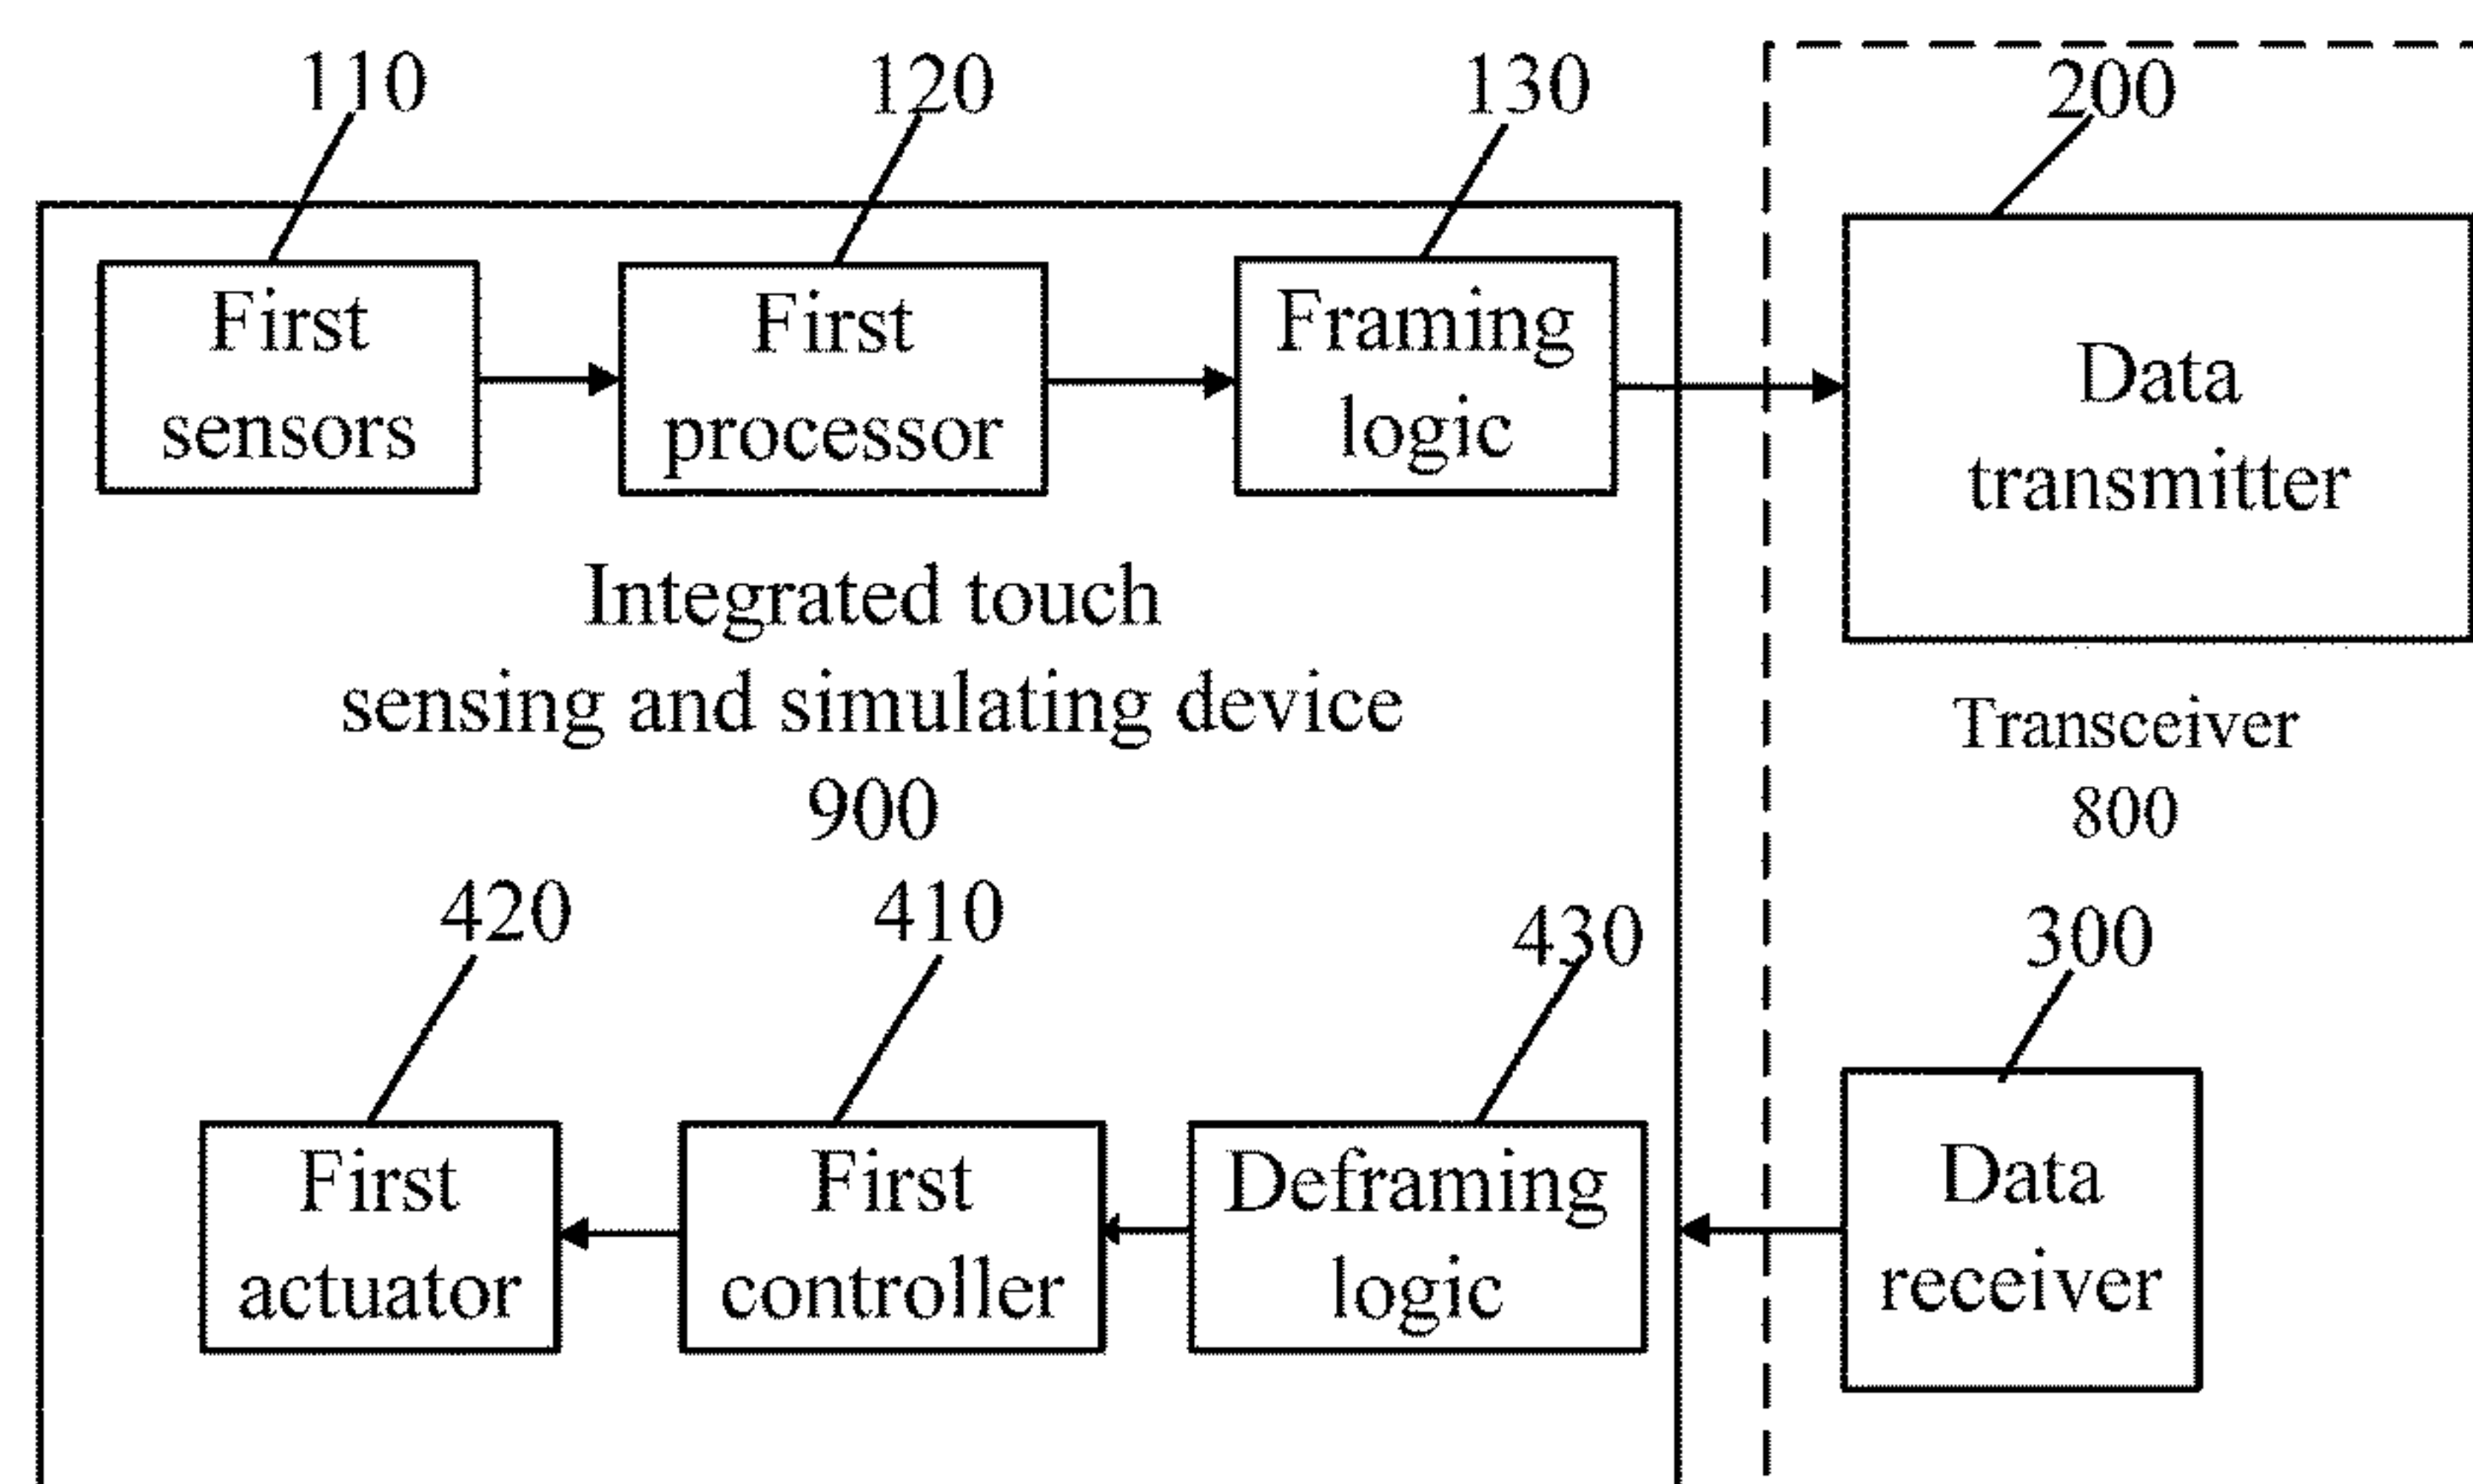 110
120
130
200
First
sensors
First
processor
Framing
logic
Data
transmitter
Integrated touch
sensing and simulating device
900
Transceiver
800
420
410
430
300
First
actuator
First
controller
Deframing
logic
Data
receiver